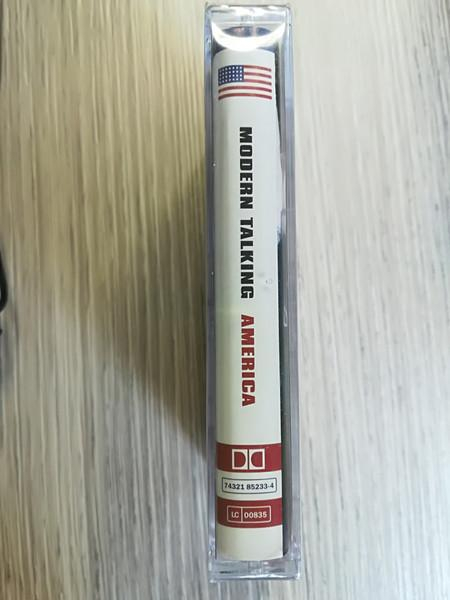 MODERN TALKING AMERICA
74321 85233-4
LC 00835